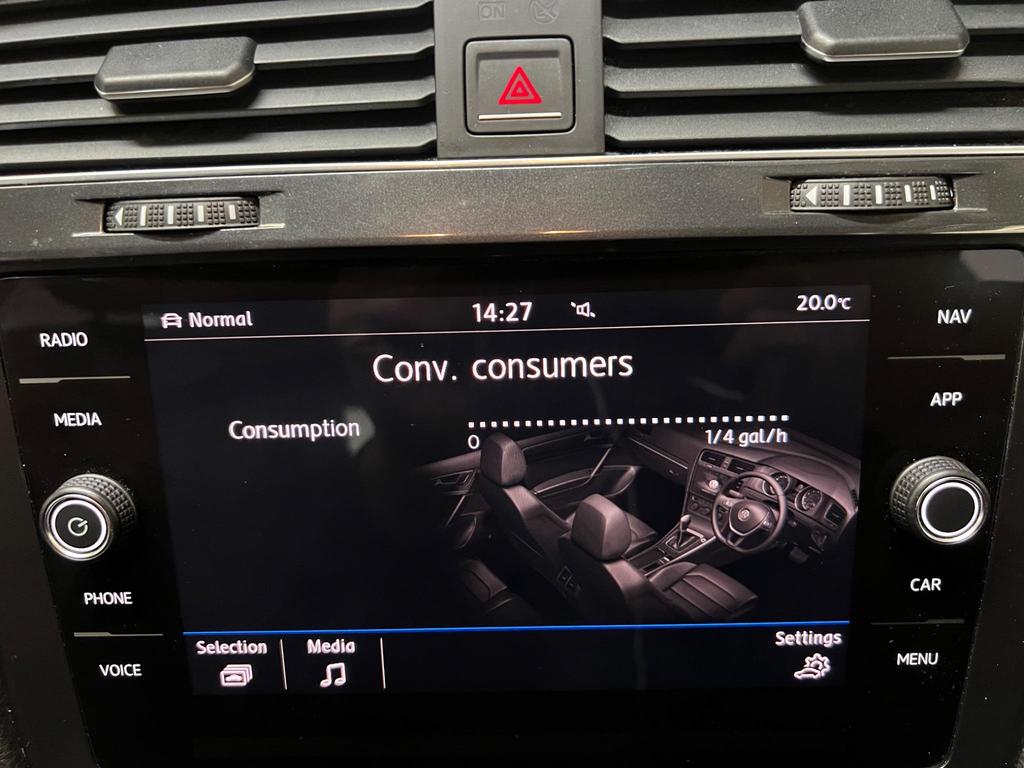 ON
RADIO
MEDIA
PHONE
VOICE
Normal
14:27
20.0°C
Conv. consumers
Consumption
0
1/4 gal/h
Selection
Media
Settings
NAV
APP
CAR
MENU